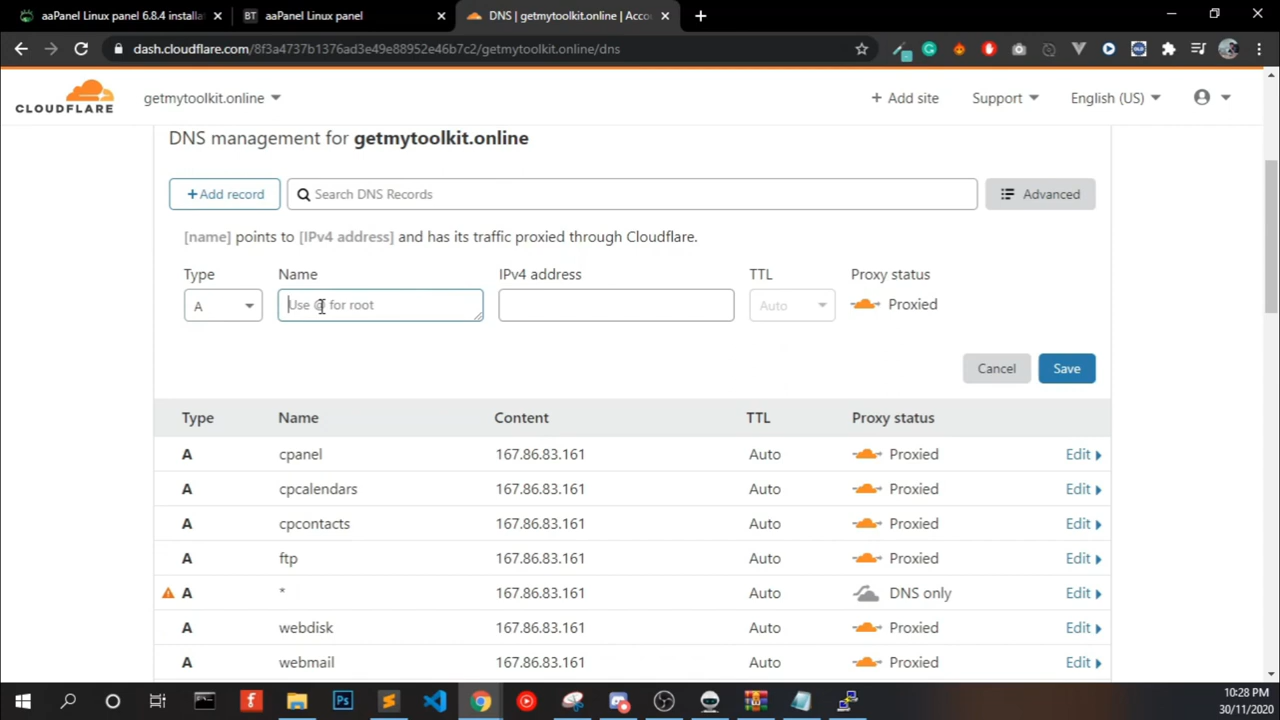 aaPanel Linux panel 6.8.4 installat
BT aaPanel Linux panel
DNS | getmytoolkit.online | Acco
dash.cloudflare.com/8f3a4737b1376ad3e49e88952e46b7c2/getmytoolkit.online/dns
CLOUDFLARE
getmytoolkit.online
+ Add site
Support
English (US)
DNS management for getmytoolkit.online
+Add record
Search DNS Records
Advanced
[name] points to [IPv4 address] and has its traffic proxied through Cloudflare.
Type Name IPv4 address TTL Proxy status
A Use @ for root Auto Proxied
Cancel Save
Type Name Content TTL Proxy status
A cpanel 167.86.83.161 Auto Proxied Edit
A cpcalendars 167.86.83.161 Auto Proxied Edit
A cpcontacts 167.86.83.161 Auto Proxied Edit
A ftp 167.86.83.161 Auto Proxied Edit
A * 167.86.83.161 Auto DNS only Edit
A webdisk 167.86.83.161 Auto Proxied Edit
A webmail 167.86.83.161 Auto Proxied Edit
10:28 PM
30/11/2020